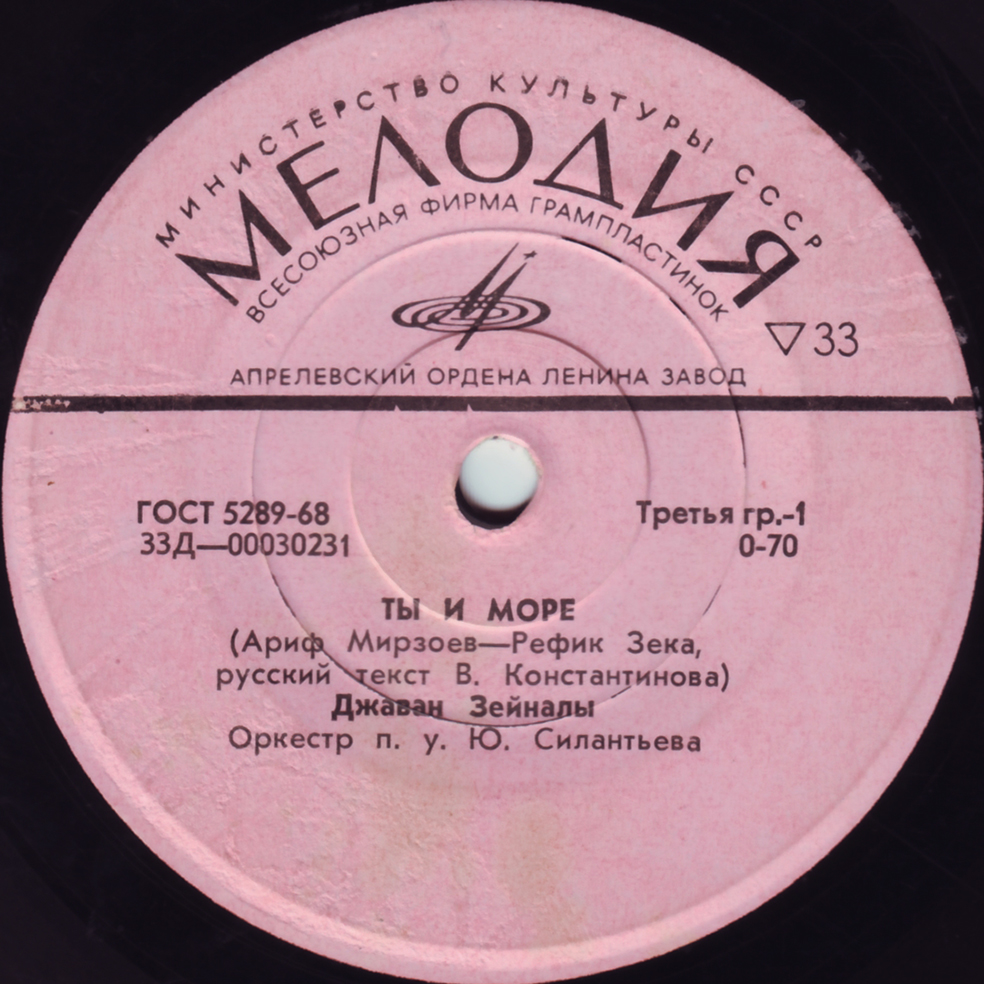 МИНИСТЕРСТВО КУЛЬТУРЫ СССР
МЕЛОДИЯ
ВСЕСОЮЗНАЯ ФИРМА ГРАМПЛАСТИНОК
▽33
АПРЕЛЕВСКИЙ ОРДЕНА ЛЕНИНА ЗАВОД
ГОСТ 5289-68
Третья гр.-1
33Д—00030231
0-70
ТЫ И МОРЕ
(Ариф Мирзоев—Рефик Зека,
русский текст В. Константинова)
Джаван Зейналы
Оркестр п. у. Ю. Силантьева